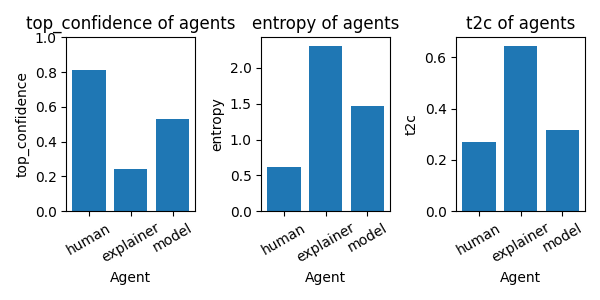 top_confidence of agents
top_confidence
1.0
0.8
0.6
0.4
0.2
0.0
human
explainer
model
Agent
entropy of agents
entropy
2.0
1.5
1.0
0.5
0.0
human
explainer
model
Agent
t2c of agents
t2c
0.6
0.4
0.2
0.0
human
explainer
model
Agent